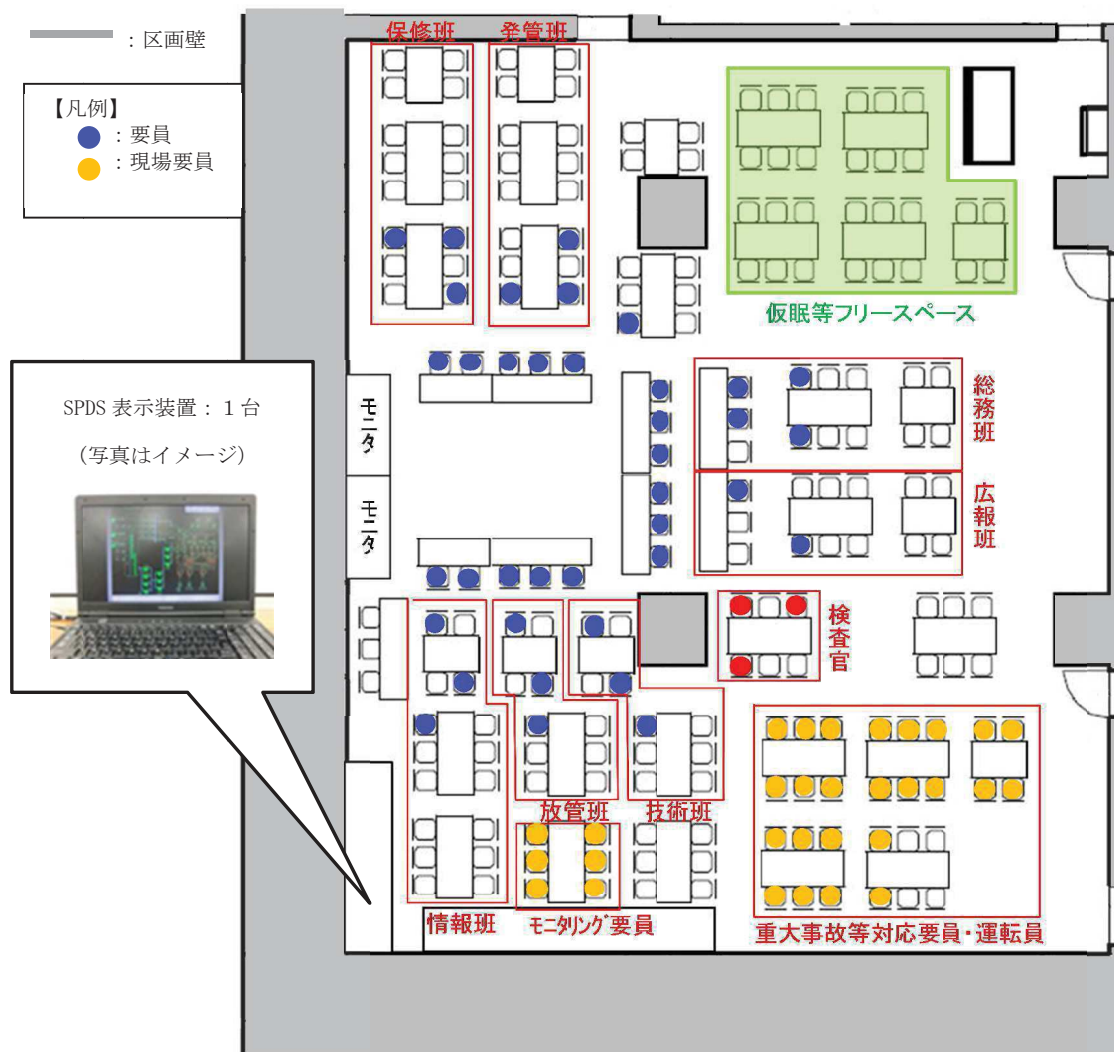 ：区画壁
【凡例】
：要員
：現場要員
保修班
発管班
仮眠等フリースペース
SPDS 表示装置：１台
（写真はイメージ）
モニタ
モニタ
総務班
広報班
検査官
放管班
技術班
情報班
モニタリング要員
重大事故等対応要員・運転員